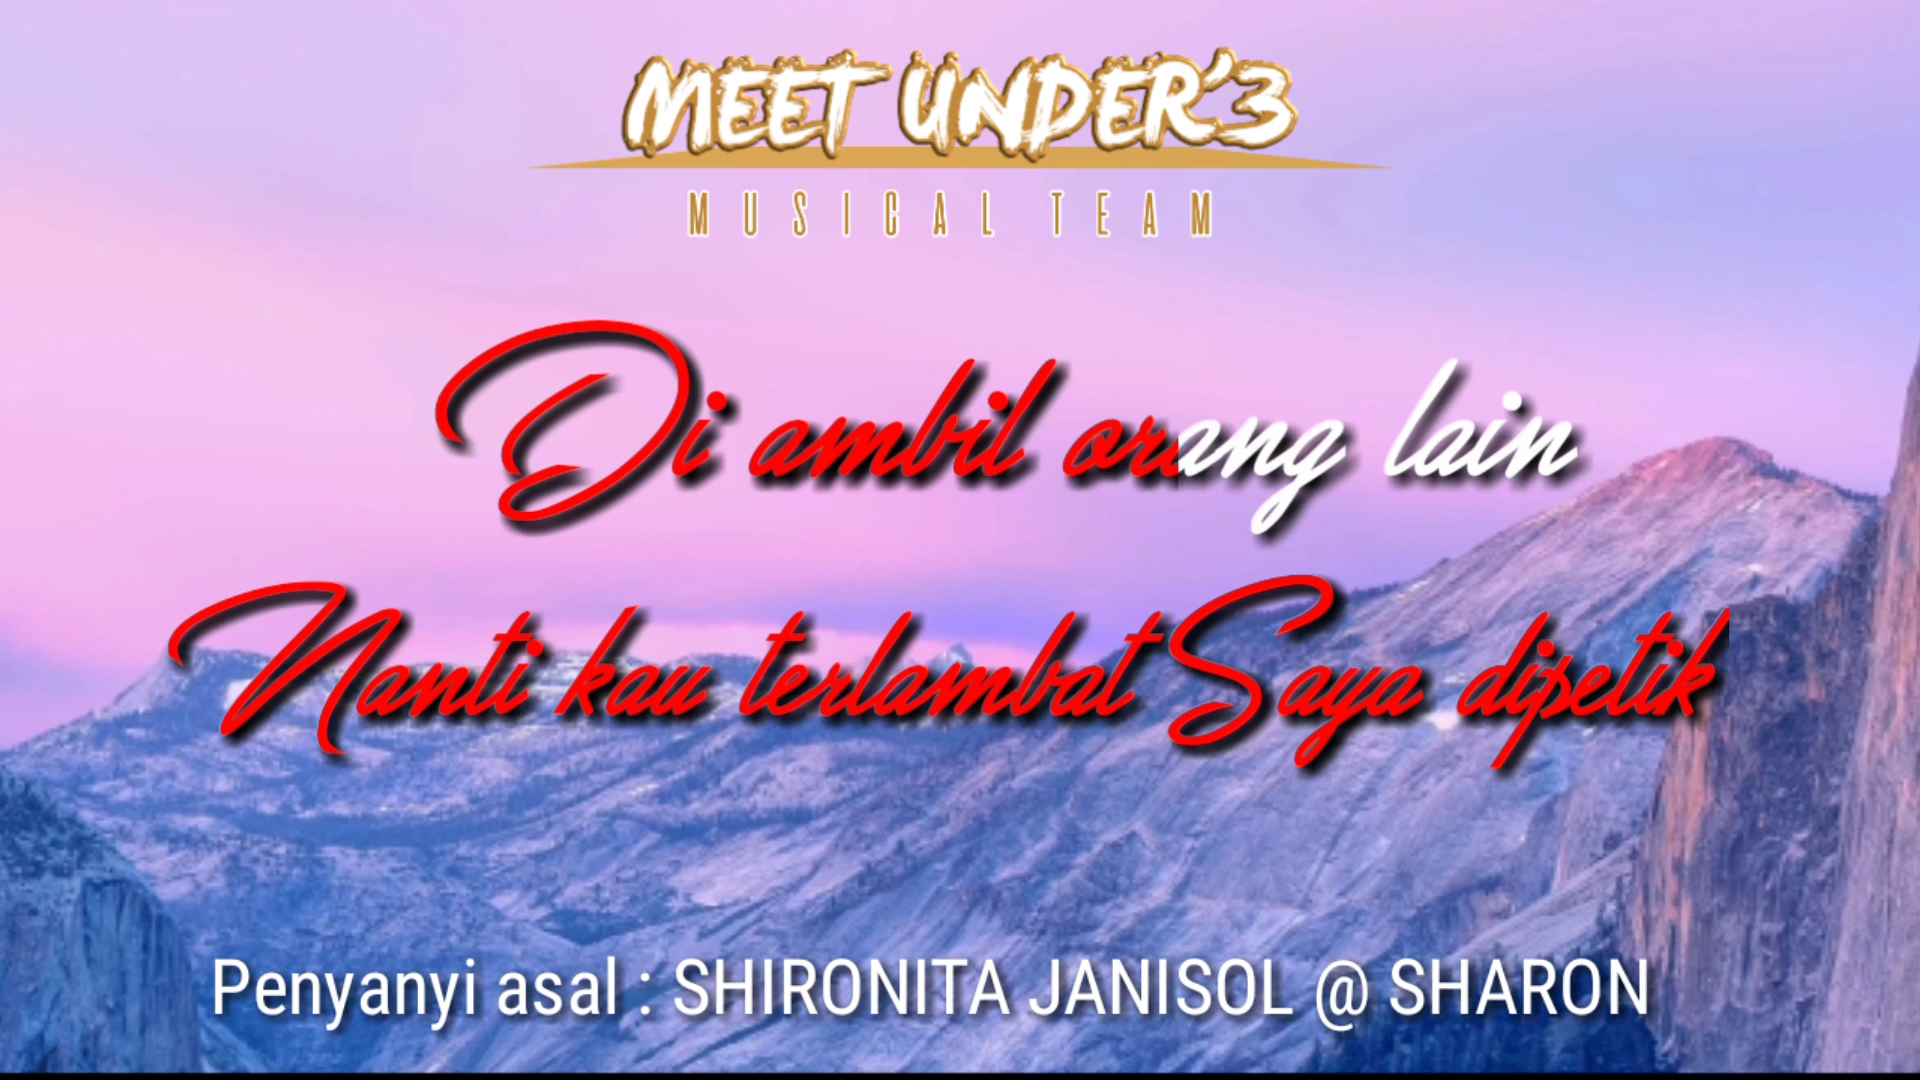 MEET UNDER'3
MUSICAL TEAM
Di ambil orang lain
Nanti kau terlambat Saya dipetik
Penyanyi asal : SHIRONITA JANISOL @ SHARON